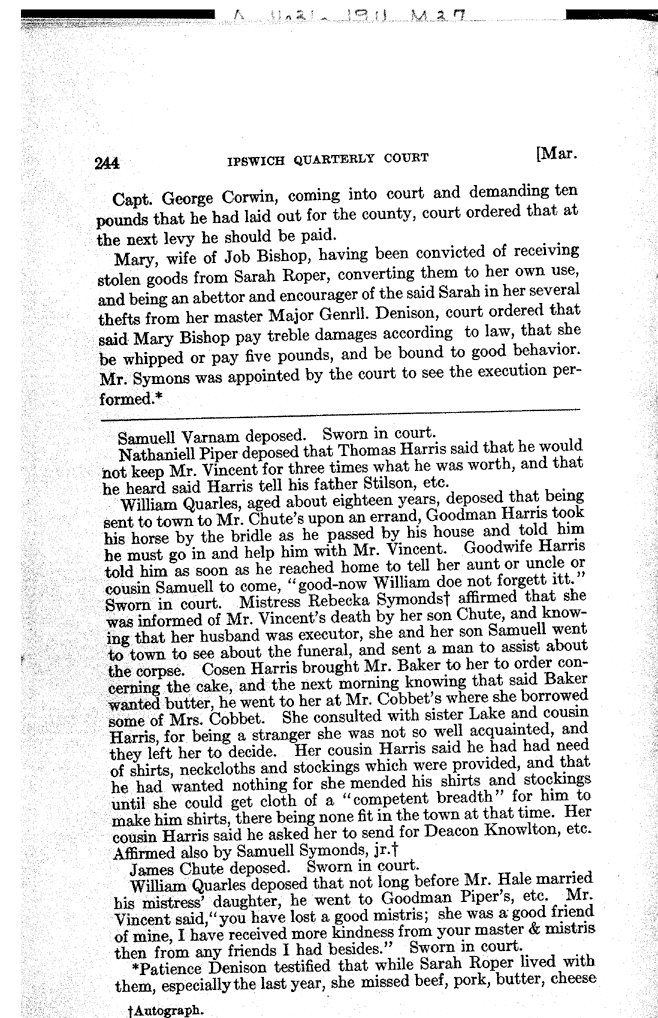 A 11021. 1911 M27
244 IPSWICH QUARTERLY COURT [Mar.
Capt. George Corwin, coming into court and demanding ten
pounds that he had laid out for the county, court ordered that at
the next levy he should be paid.
Mary, wife of Job Bishop, having been convicted of receiving
stolen goods from Sarah Roper, converting them to her own use,
and being an abettor and encourager of the said Sarah in her several
thefts from her master Major Genrll. Denison, court ordered that
said Mary Bishop pay treble damages according to law, that she
be whipped or pay five pounds, and be bound to good behavior.
Mr. Symons was appointed by the court to see the execution per-
formed.*
Samuell Varnam deposed. Sworn in court.
Nathaniell Piper deposed that Thomas Harris said that he would
not keep Mr. Vincent for three times what he was worth, and that
he heard said Harris tell his father Stilson, etc.
William Quarles, aged about eighteen years, deposed that being
sent to town to Mr. Chute's upon an errand, Goodman Harris took
his horse by the bridle as he passed by his house and told him
he must go in and help him with Mr. Vincent. Goodwife Harris
told him as soon as he reached home to tell her aunt or uncle or
cousin Samuell to come, "good-now William doe not forgett itt."
Sworn in court. Mistress Rebecka Symonds† affirmed that she
was informed of Mr. Vincent's death by her son Chute, and know-
ing that her husband was executor, she and her son Samuell went
to town to see about the funeral, and sent a man to assist about
the corpse. Cosen Harris brought Mr. Baker to her to order con-
cerning the cake, and the next morning knowing that said Baker
wanted butter, he went to her at Mr. Cobbet's where she borrowed
some of Mrs. Cobbet. She consulted with sister Lake and cousin
Harris, for being a stranger she was not so well acquainted, and
they left her to decide. Her cousin Harris said he had had need
of shirts, neckcloths and stockings which were provided, and that
he had wanted nothing for she mended his shirts and stockings
until she could get cloth of a "competent breadth" for him to
make him shirts, there being none fit in the town at that time. Her
cousin Harris said he asked her to send for Deacon Knowlton, etc.
Affirmed also by Samuell Symonds, jr.†
James Chute deposed. Sworn in court.
William Quarles deposed that not long before Mr. Hale married
his mistress' daughter, he went to Goodman Piper's, etc. Mr.
Vincent said,"you have lost a good mistris; she was a good friend
of mine, I have received more kindness from your master & mistris
then from any friends I had besides." Sworn in court.
*Patience Denison testified that while Sarah Roper lived with
them, especially the last year, she missed beef, pork, butter, cheese
†Autograph.